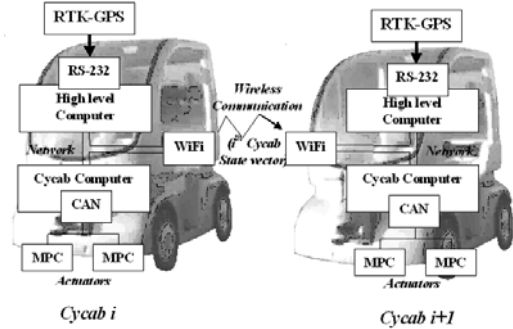 RTK-GPS
RS-232
High level
Computer
Network
WiFi
Cycab Computer
CAN
MPC
MPC
Actuators
Cycab i
Wireless
Communication
(iᵗʰ Cycab
State vector)
RTK-GPS
RS-232
High level
Computer
WiFi
Network
Cycab Computer
CAN
MPC
MPC
Actuators
Cycab i+1